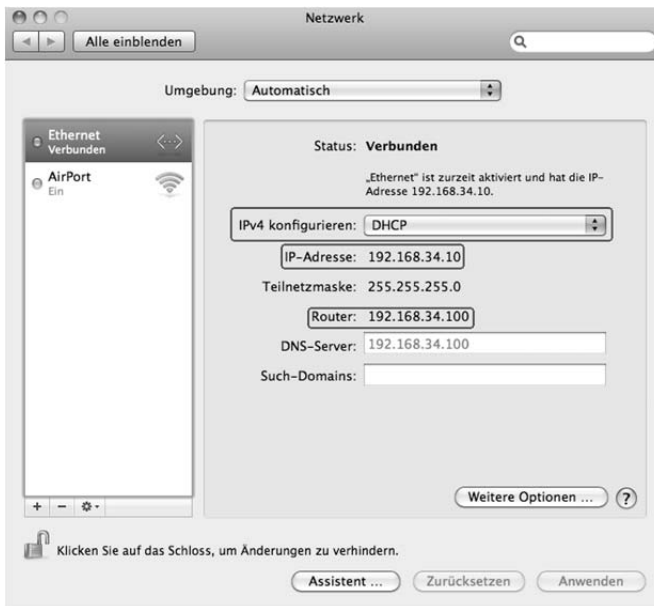 Netzwerk
Alle einblenden
Umgebung: Automatisch
Ethernet
Verbunden
AirPort
Ein
Status: Verbunden
„Ethernet" ist zurzeit aktiviert und hat die IP-
Adresse 192.168.34.10.
IPv4 konfigurieren: DHCP
IP-Adresse: 192.168.34.10
Teilnetzmaske: 255.255.255.0
Router: 192.168.34.100
DNS-Server: 192.168.34.100
Such-Domains:
Weitere Optionen ... ?
Klicken Sie auf das Schloss, um Änderungen zu verhindern.
Assistent ... Zurücksetzen Anwenden